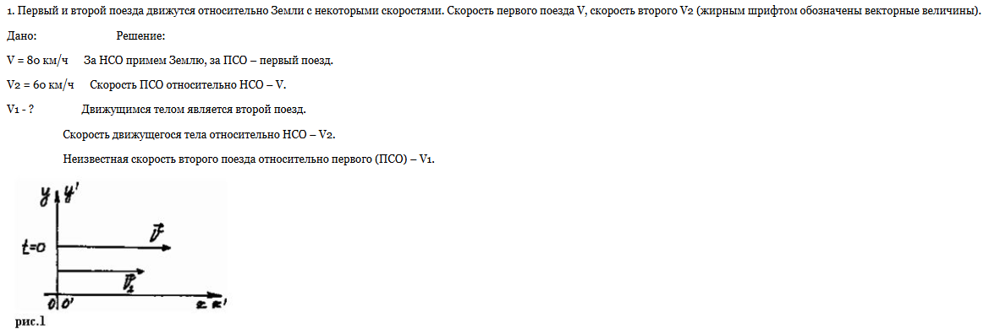 1. Первый и второй поезда движутся относительно Земли с некоторыми скоростями. Скорость первого поезда V, скорость второго V2 (жирным шрифтом обозначены векторные величины).
Дано: Решение:
V = 80 км/ч За НСО примем Землю, за ПСО – первый поезд.
V2 = 60 км/ч Скорость ПСО относительно НСО – V.
V1 - ? Движущимся телом является второй поезд.
Скорость движущегося тела относительно НСО – V2.
Неизвестная скорость второго поезда относительно первого (ПСО) – V1.
y y'
V
t=0
V2
0 0' x x'
рис.1